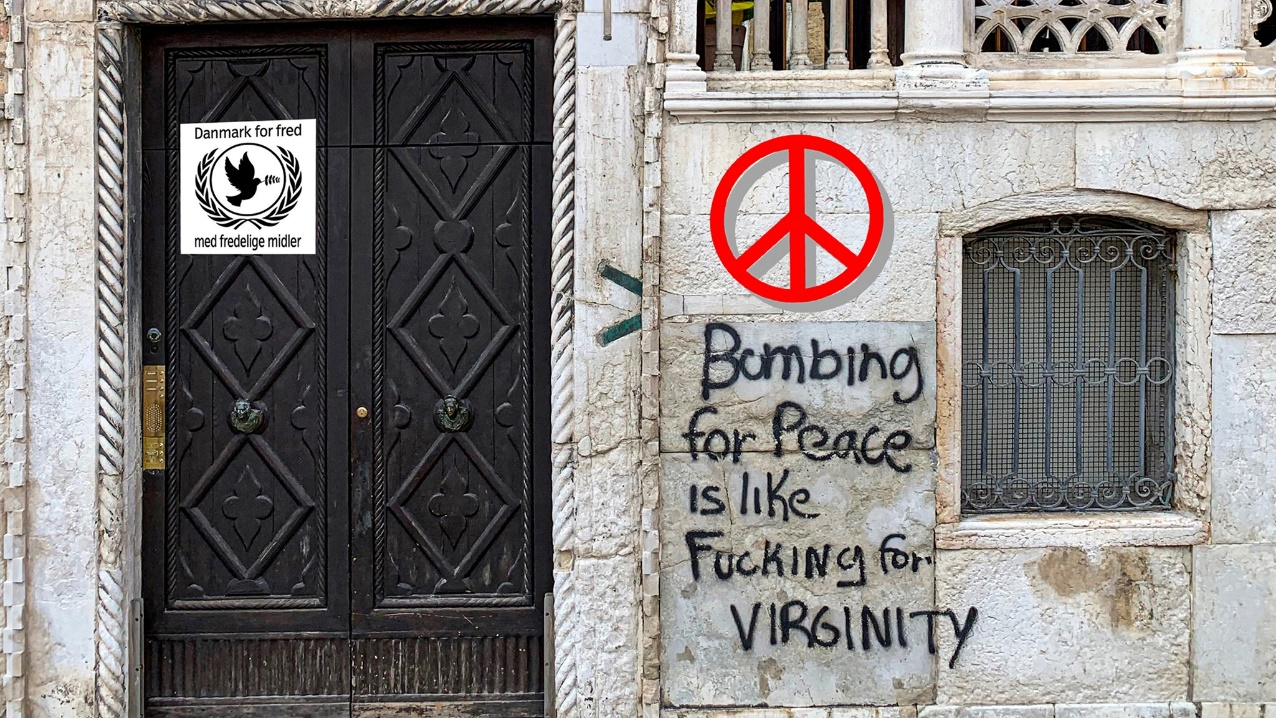 Danmark for fred
med fredelige midler
Bombing
for Peace
is like
Fucking for
VIRGINITY